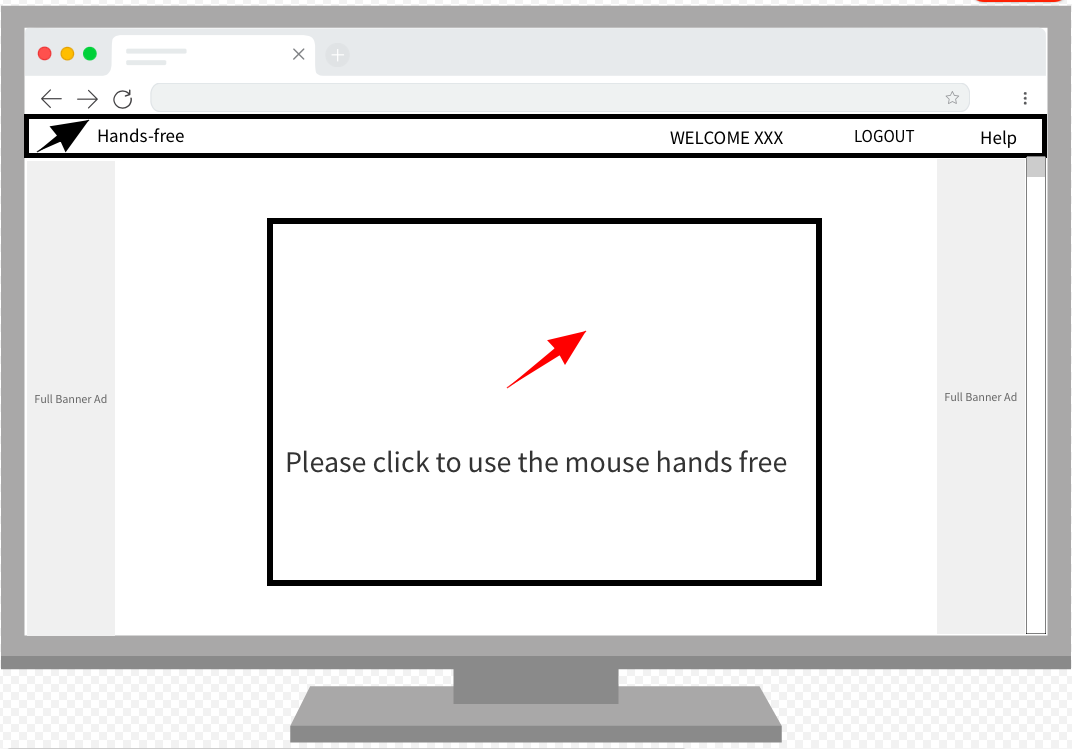 Hands-free
WELCOME XXX
LOGOUT
Help
Full Banner Ad
Full Banner Ad
Please click to use the mouse hands free